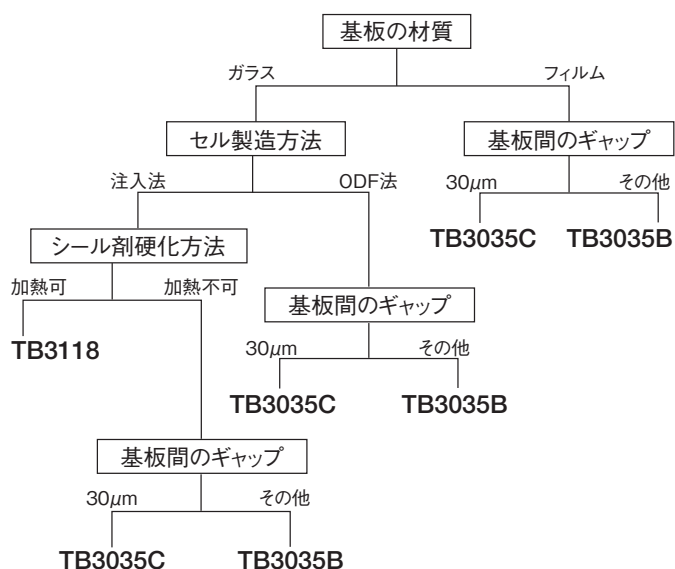 基板の材質
ガラス
フィルム
セル製造方法
基板間のギャップ
注入法
ODF法
30μm
その他
シール剤硬化方法
TB3035C
TB3035B
加熱可
加熱不可
基板間のギャップ
TB3118
30μm
その他
TB3035C
TB3035B
基板間のギャップ
30μm
その他
TB3035C
TB3035B